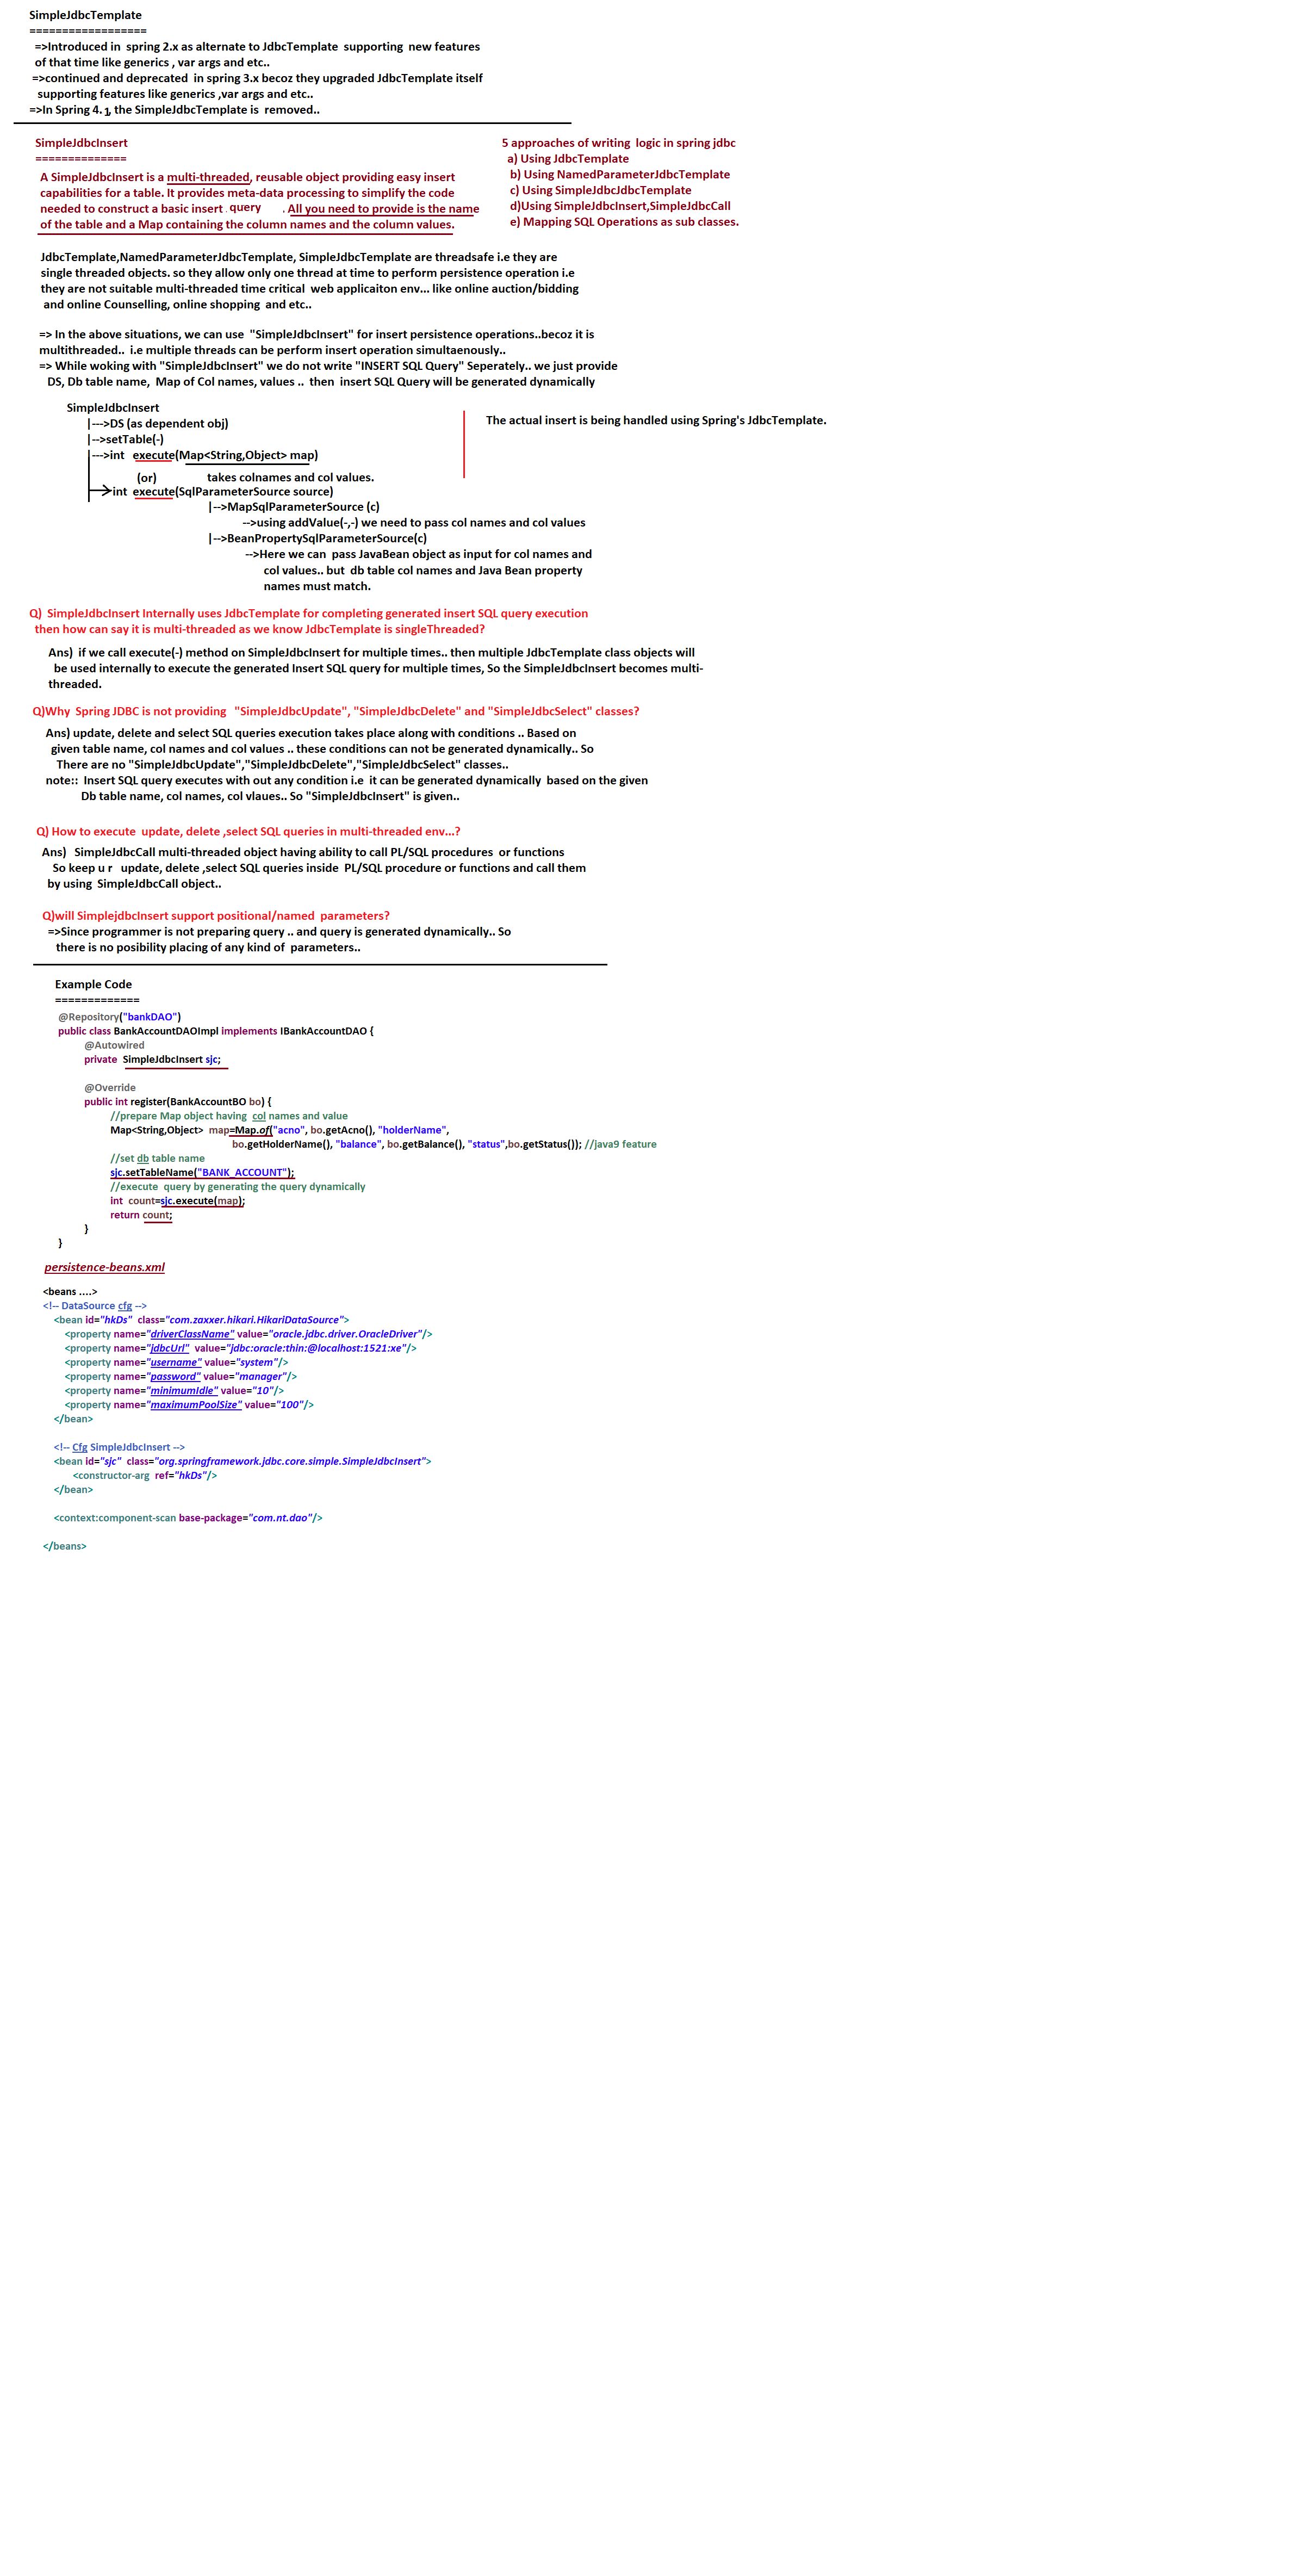 SimpleJdbcTemplate
==================
=>Introduced in spring 2.x as alternate to JdbcTemplate supporting new features
of that time like generics , var args and etc..
=>continued and deprecated in spring 3.x becoz they upgraded JdbcTemplate itself
supporting features like generics ,var args and etc..
=>In Spring 4.1, the SimpleJdbcTemplate is removed..
SimpleJdbcInsert
==============
A SimpleJdbcInsert is a multi-threaded, reusable object providing easy insert
capabilities for a table. It provides meta-data processing to simplify the code
needed to construct a basic insert query . All you need to provide is the name
of the table and a Map containing the column names and the column values.
5 approaches of writing logic in spring jdbc
a) Using JdbcTemplate
b) Using NamedParameterJdbcTemplate
c) Using SimpleJdbcJdbcTemplate
d)Using SimpleJdbcInsert,SimpleJdbcCall
e) Mapping SQL Operations as sub classes.
JdbcTemplate,NamedParameterJdbcTemplate, SimpleJdbcTemplate are threadsafe i.e they are
single threaded objects. so they allow only one thread at time to perform persistence operation i.e
they are not suitable multi-threaded time critical web applicaiton env... like online auction/bidding
and online Counselling, online shopping and etc..
=> In the above situations, we can use "SimpleJdbcInsert" for insert persistence operations..becoz it is
multithreaded.. i.e multiple threads can be perform insert operation simultaenously..
=> While woking with "SimpleJdbcInsert" we do not write "INSERT SQL Query" Seperately.. we just provide
DS, Db table name, Map of Col names, values .. then insert SQL Query will be generated dynamically
SimpleJdbcInsert
|--->DS (as dependent obj)
|-->setTable(-)
|--->int execute(Map<String,Object> map)
(or) takes colnames and col values.
int execute(SqlParameterSource source)
|-->MapSqlParameterSource (c)
-->using addValue(-,-) we need to pass col names and col values
|-->BeanPropertySqlParameterSource(c)
-->Here we can pass JavaBean object as input for col names and
col values.. but db table col names and Java Bean property
names must match.
The actual insert is being handled using Spring's JdbcTemplate.
Q) SimpleJdbcInsert Internally uses JdbcTemplate for completing generated insert SQL query execution
then how can say it is multi-threaded as we know JdbcTemplate is singleThreaded?
Ans) if we call execute(-) method on SimpleJdbcInsert for multiple times.. then multiple JdbcTemplate class objects will
be used internally to execute the generated Insert SQL query for multiple times, So the SimpleJdbcInsert becomes multi-
threaded.
Q)Why Spring JDBC is not providing "SimpleJdbcUpdate", "SimpleJdbcDelete" and "SimpleJdbcSelect" classes?
Ans) update, delete and select SQL queries execution takes place along with conditions .. Based on
given table name, col names and col values .. these conditions can not be generated dynamically.. So
There are no "SimpleJdbcUpdate","SimpleJdbcDelete","SimpleJdbcSelect" classes..
note:: Insert SQL query executes with out any condition i.e it can be generated dynamically based on the given
Db table name, col names, col vlaues.. So "SimpleJdbcInsert" is given..
Q) How to execute update, delete ,select SQL queries in multi-threaded env...?
Ans) SimpleJdbcCall multi-threaded object having ability to call PL/SQL procedures or functions
So keep u r update, delete ,select SQL queries inside PL/SQL procedure or functions and call them
by using SimpleJdbcCall object..
Q)will SimplejdbcInsert support positional/named parameters?
=>Since programmer is not preparing query .. and query is generated dynamically.. So
there is no posibility placing of any kind of parameters..
Example Code
=============
@Repository("bankDAO")
public class BankAccountDAOImpl implements IBankAccountDAO {
@Autowired
private SimpleJdbcInsert sjc;
@Override
public int register(BankAccountBO bo) {
//prepare Map object having col names and value
Map<String,Object> map=Map.of("acno", bo.getAcno(), "holderName",
bo.getHolderName(), "balance", bo.getBalance(), "status",bo.getStatus()); //java9 feature
//set db table name
sjc.setTableName("BANK_ACCOUNT");
//execute query by generating the query dynamically
int count=sjc.execute(map);
return count;
}
}
persistence-beans.xml
<beans ....>
<!-- DataSource cfg -->
<bean id="hkDs" class="com.zaxxer.hikari.HikariDataSource">
<property name="driverClassName" value="oracle.jdbc.driver.OracleDriver"/>
<property name="jdbcUrl" value="jdbc:oracle:thin:@localhost:1521:xe"/>
<property name="username" value="system"/>
<property name="password" value="manager"/>
<property name="minimumIdle" value="10"/>
<property name="maximumPoolSize" value="100"/>
</bean>
<!-- Cfg SimpleJdbcInsert -->
<bean id="sjc" class="org.springframework.jdbc.core.simple.SimpleJdbcInsert">
<constructor-arg ref="hkDs"/>
</bean>
<context:component-scan base-package="com.nt.dao"/>
</beans>